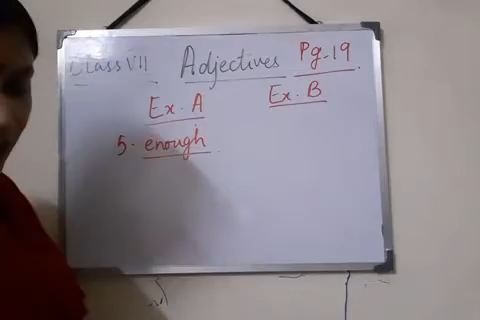 Class VII Adjectives Pg-19
Ex. A Ex. B
5. enough